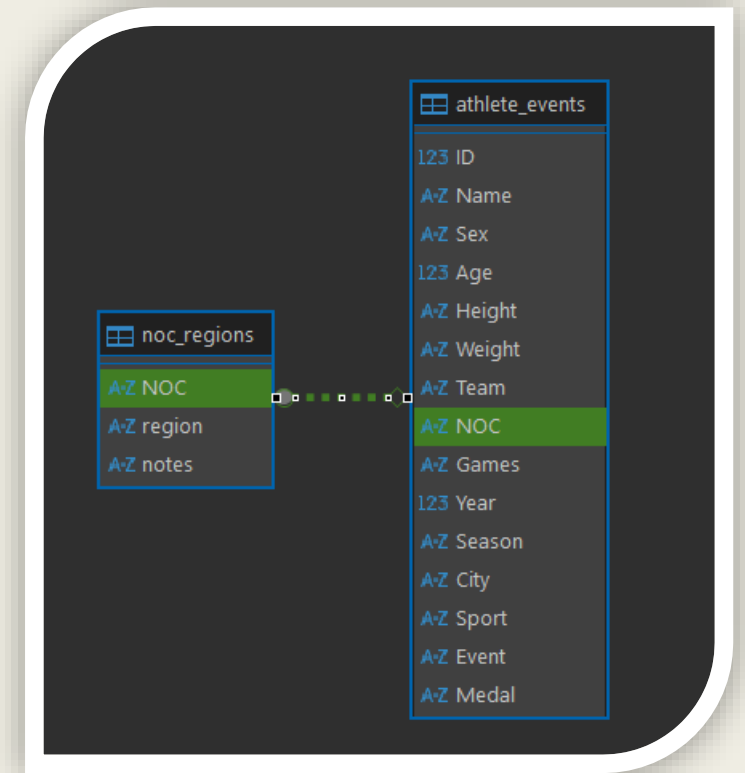 noc_regions
A-Z NOC
A-Z region
A-Z notes
athlete_events
123 ID
A-Z Name
A-Z Sex
123 Age
A-Z Height
A-Z Weight
A-Z Team
A-Z NOC
A-Z Games
123 Year
A-Z Season
A-Z City
A-Z Sport
A-Z Event
A-Z Medal